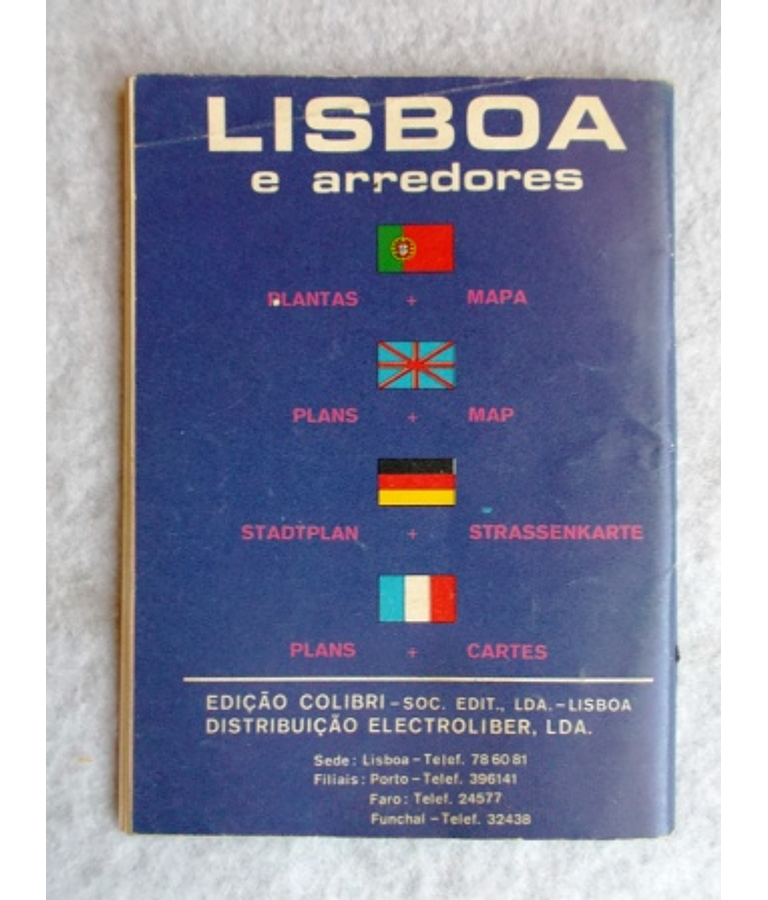 LISBOA
e arredores
PLANTAS + MAPA
PLANS + MAP
STADTPLAN + STRASSENKARTE
PLANS + CARTES
EDIÇÃO COLIBRI – SOC. EDIT., LDA. – LISBOA
DISTRIBUIÇÃO ELECTROLIBER, LDA.
Sede: Lisboa – Telef. 78 60 81
Filiais: Porto – Telef. 396141
Faro: Telef. 24577
Funchal – Telef. 32438